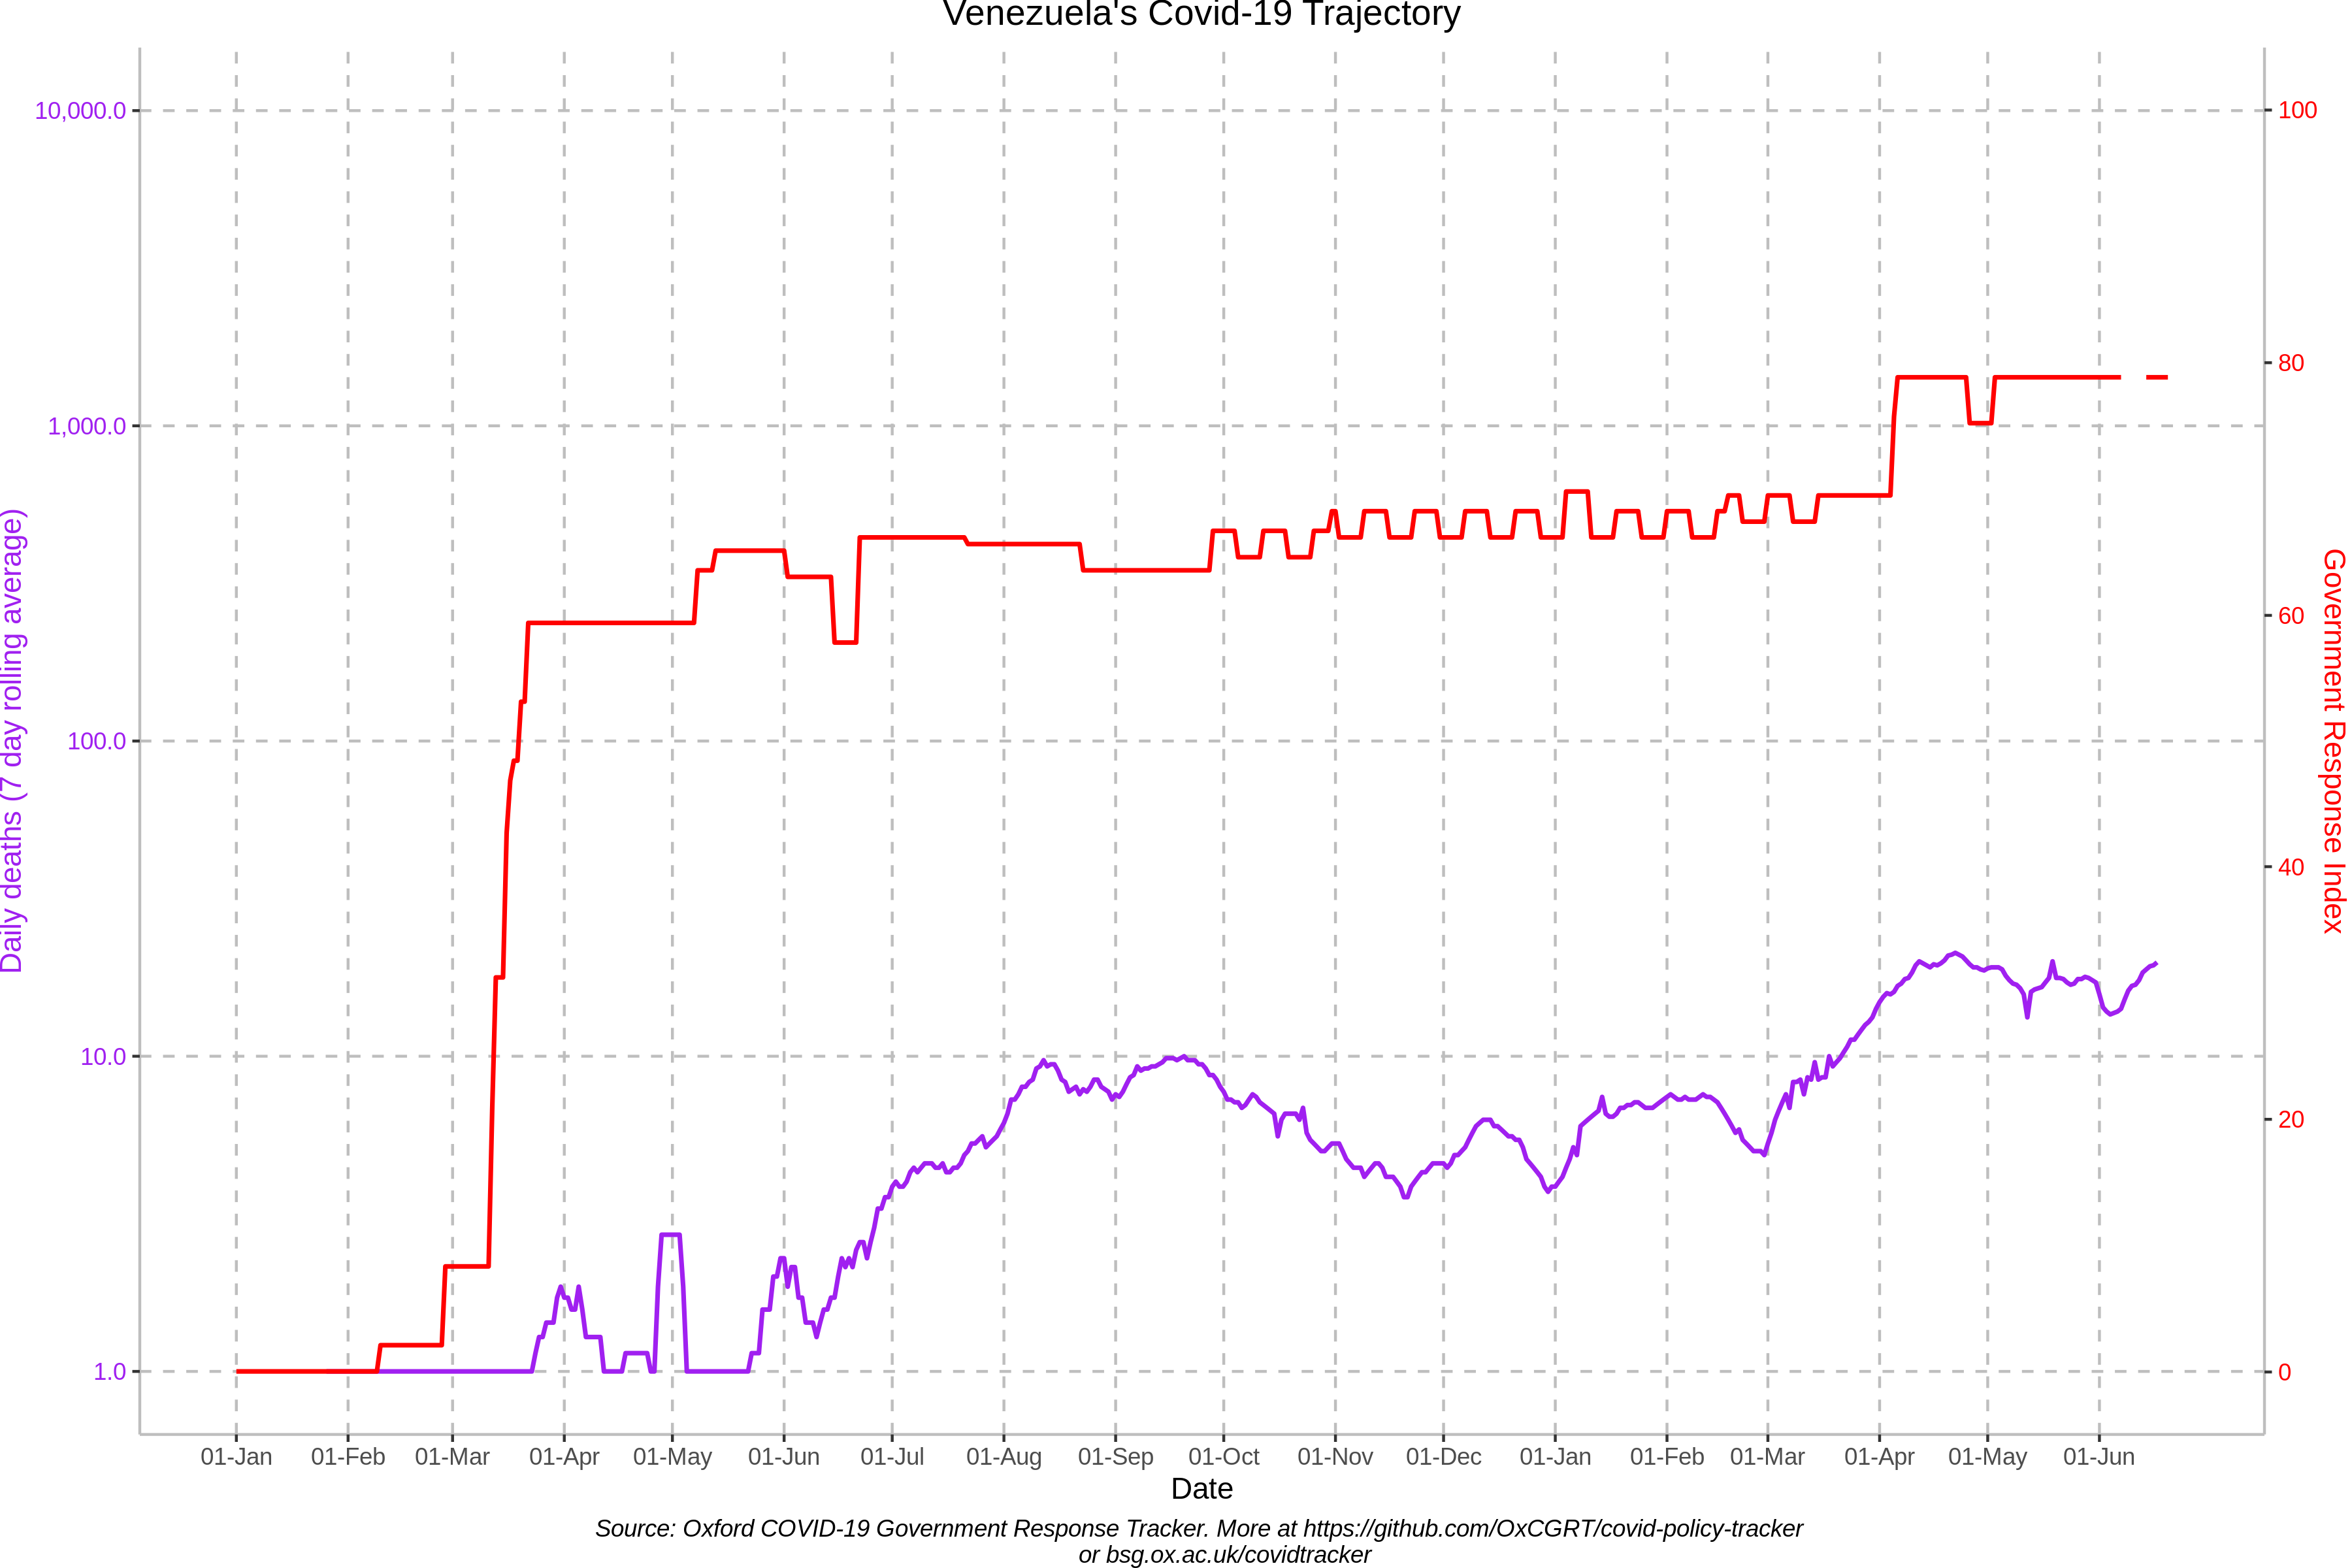 Venezuela's Covid-19 Trajectory
10,000.0
1,000.0
100.0
10.0
1.0
Daily deaths (7 day rolling average)
100
80
60
40
20
0
Government Response Index
01-Jan 01-Feb 01-Mar 01-Apr 01-May 01-Jun 01-Jul 01-Aug 01-Sep 01-Oct 01-Nov 01-Dec 01-Jan 01-Feb 01-Mar 01-Apr 01-May 01-Jun
Date
Source: Oxford COVID-19 Government Response Tracker. More at https://github.com/OxCGRT/covid-policy-tracker
or bsg.ox.ac.uk/covidtracker